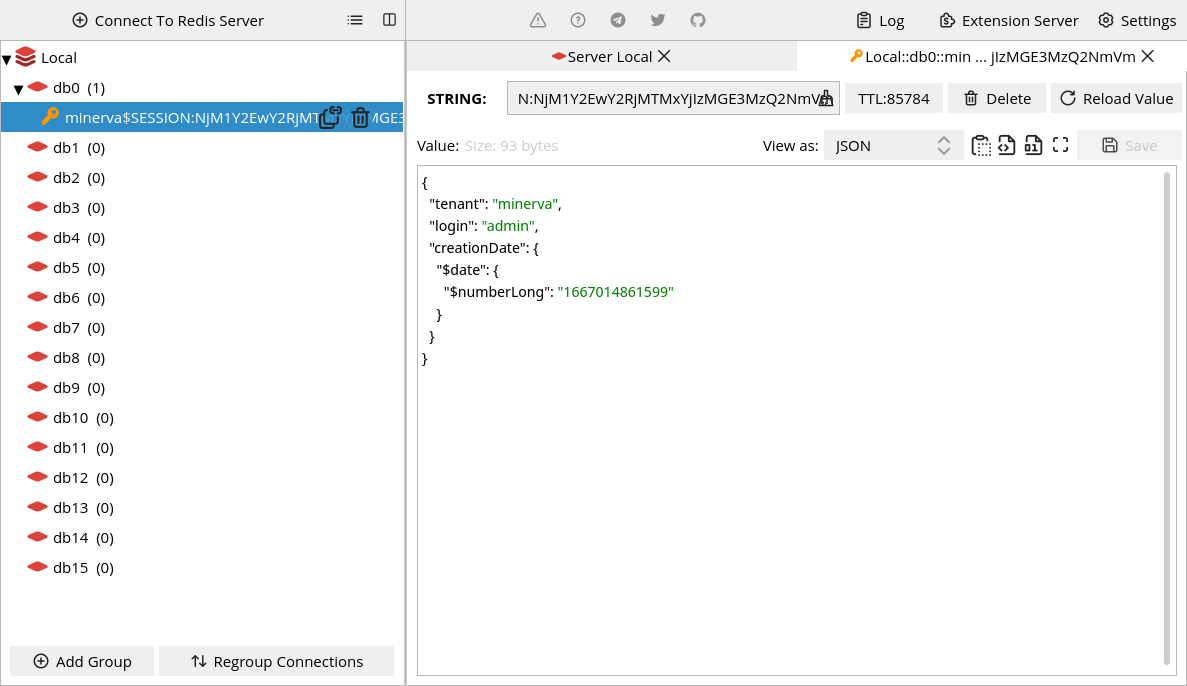 Connect To Redis Server
Log
Extension Server
Settings
Local
db0 (1)
minerva$SESSION:NjM1Y2EwY2RjMT
db1 (0)
db2 (0)
db3 (0)
db4 (0)
db5 (0)
db6 (0)
db7 (0)
db8 (0)
db9 (0)
db10 (0)
db11 (0)
db12 (0)
db13 (0)
db14 (0)
db15 (0)
Add Group
Regroup Connections
Server Local
Local::db0::min ... jIzMGE3MzQ2NmVm
STRING:
N:NjM1Y2EwY2RjMTMxYjIzMGE3MzQ2NmV
TTL:85784
Delete
Reload Value
Value: Size: 93 bytes
View as:
JSON
Save
{
"tenant": "minerva",
"login": "admin",
"creationDate": {
"$date": {
"$numberLong": "1667014861599"
}
}
}